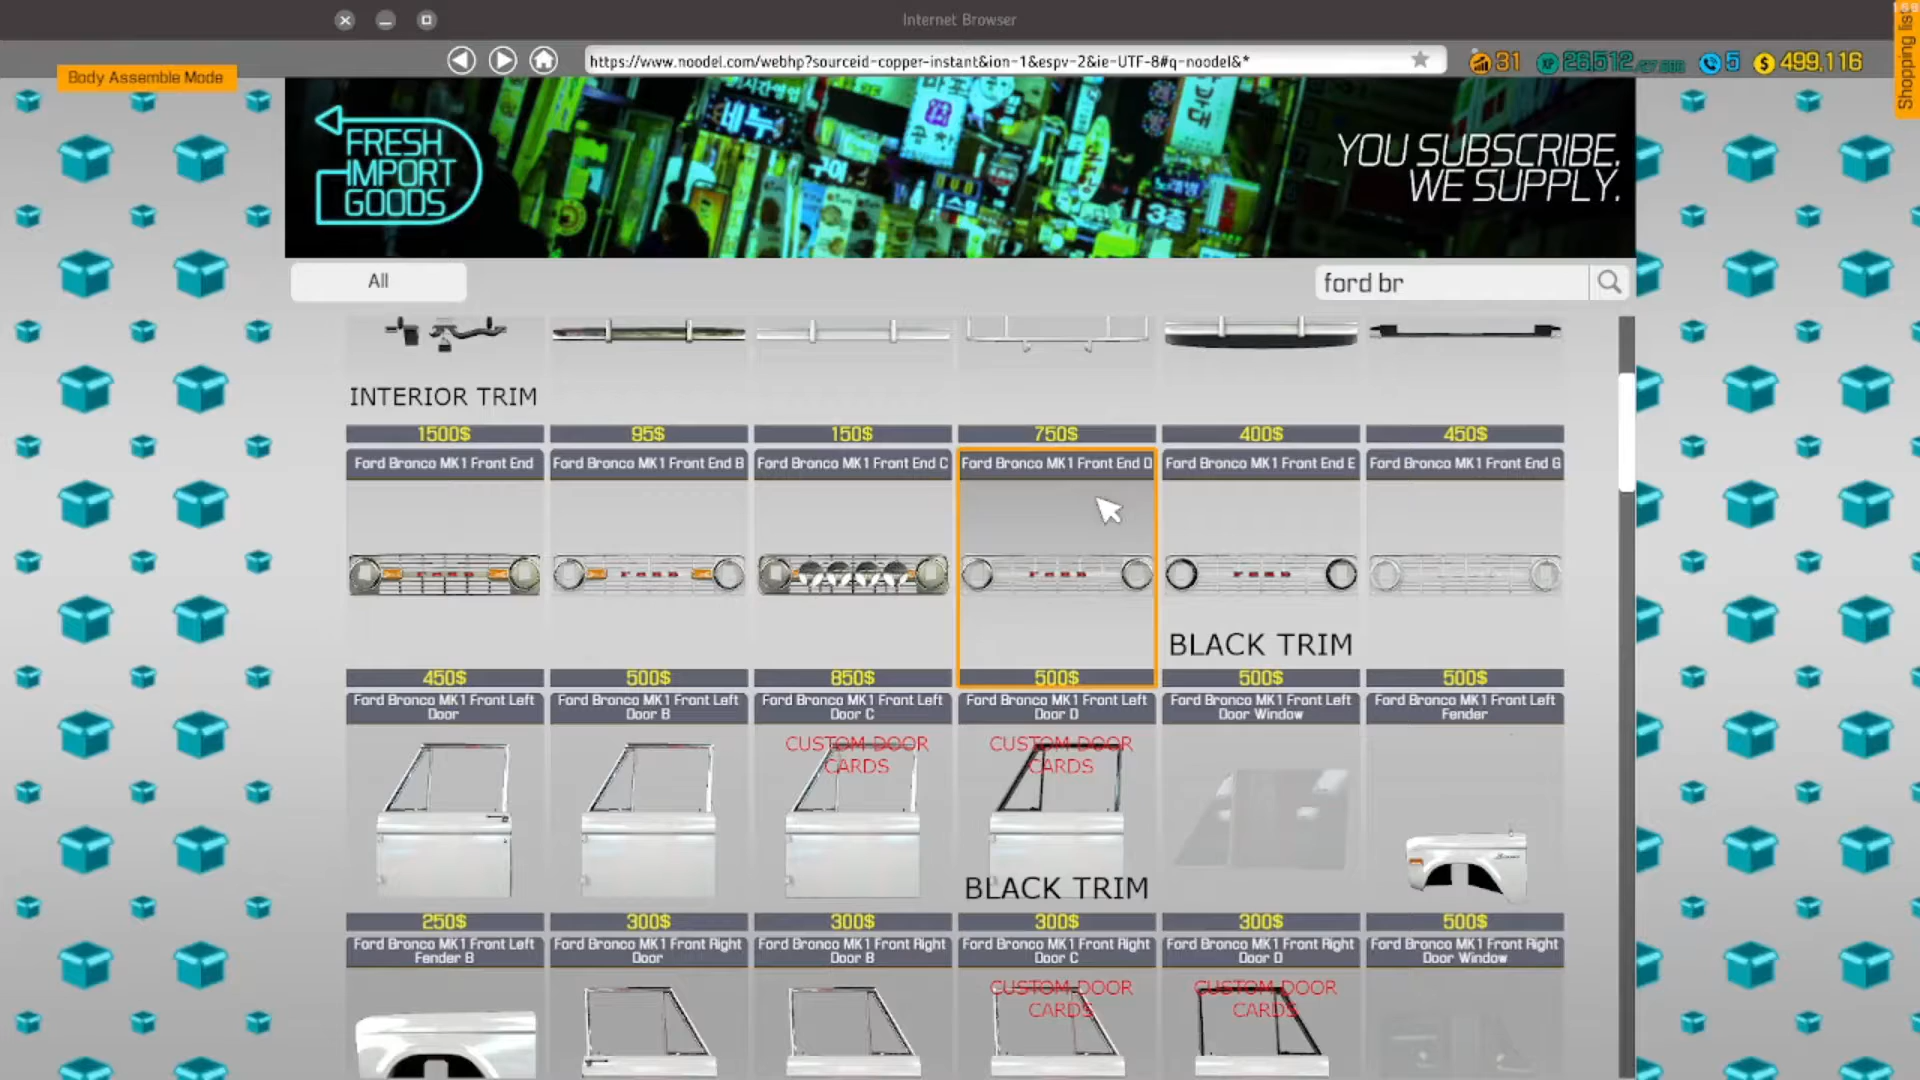 Internet Browser
Shopping lis
https://www.noodel.com/webhp?sourceid-copper-instant&ion-1&espv-2&ie-UTF-8#q-noodel&*
31
26,512
5
499,116
Body Assemble Mode
FRESH
IMPORT
GOODS
YOU SUBSCRIBE.
WE SUPPLY.
All
ford br
INTERIOR TRIM
1500$ 95$ 150$ 750$ 400$ 450$
Ford Bronco MK1 Front End
Ford Bronco MK1 Front End B
Ford Bronco MK1 Front End C
Ford Bronco MK1 Front End D
Ford Bronco MK1 Front End E
Ford Bronco MK1 Front End G
BLACK TRIM
450$ 500$ 850$ 500$ 500$ 500$
Ford Bronco MK1 Front Left
Door
Ford Bronco MK1 Front Left
Door B
Ford Bronco MK1 Front Left
Door C
Ford Bronco MK1 Front Left
Door D
Ford Bronco MK1 Front Left
Door Window
Ford Bronco MK1 Front Left
Fender
CUSTOM DOOR
CARDS
CUSTOM DOOR
CARDS
BLACK TRIM
250$ 300$ 300$ 300$ 300$ 500$
Ford Bronco MK1 Front Left
Fender B
Ford Bronco MK1 Front Right
Door
Ford Bronco MK1 Front Right
Door B
Ford Bronco MK1 Front Right
Door C
Ford Bronco MK1 Front Right
Door D
Ford Bronco MK1 Front Right
Door Window
CUSTOM DOOR
CARDS
CUSTOM DOOR
CARDS